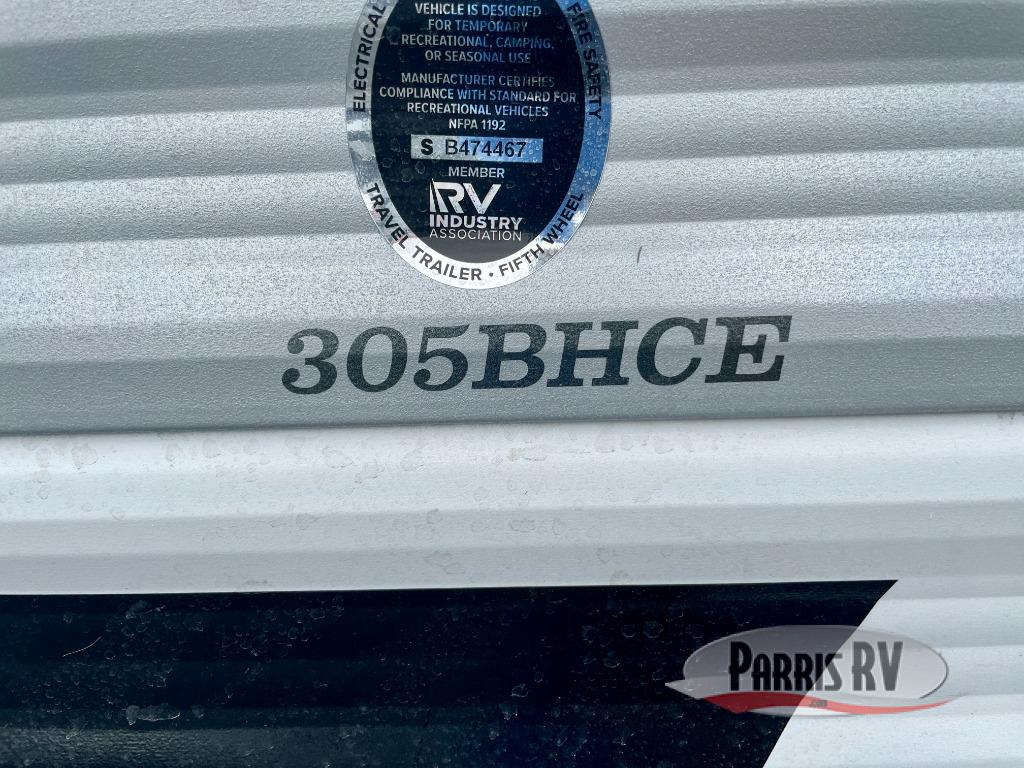 ELECTRICAL
FIRE SAFETY
VEHICLE IS DESIGNED
FOR TEMPORARY
RECREATIONAL, CAMPING,
OR SEASONAL USE
MANUFACTURER CERTIFIES
COMPLIANCE WITH STANDARD FOR
RECREATIONAL VEHICLES
NFPA 1192
S B474467
MEMBER
RV
INDUSTRY
ASSOCIATION
TRAVEL TRAILER • FIFTH WHEEL
305BHCE
PARRIS RV
.com